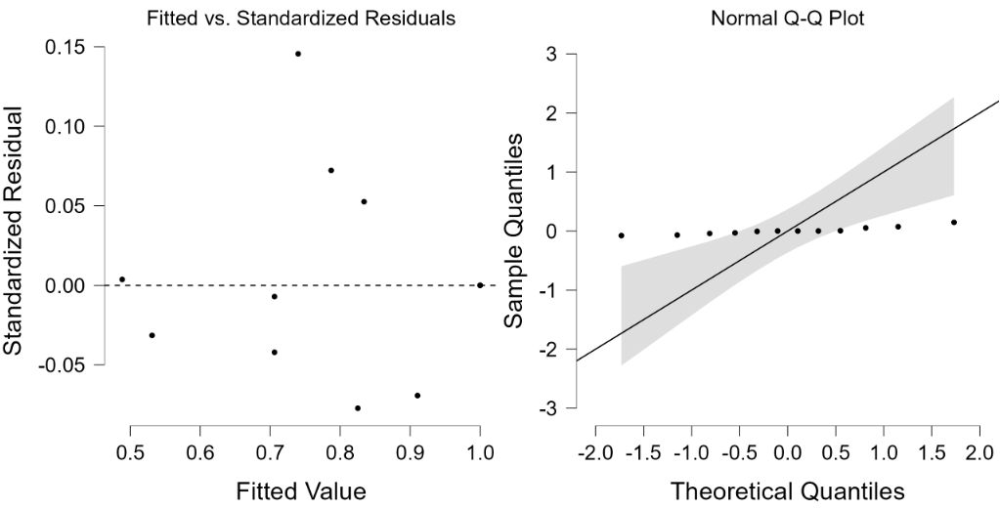 Fitted vs. Standardized Residuals
0.15
0.10
0.05
0.00
-0.05
Standardized Residual
0.5 0.6 0.7 0.8 0.9 1.0
Fitted Value
Normal Q-Q Plot
3
2
1
0
-1
-2
-3
Sample Quantiles
-2.0 -1.5 -1.0 -0.5 0.0 0.5 1.0 1.5 2.0
Theoretical Quantiles